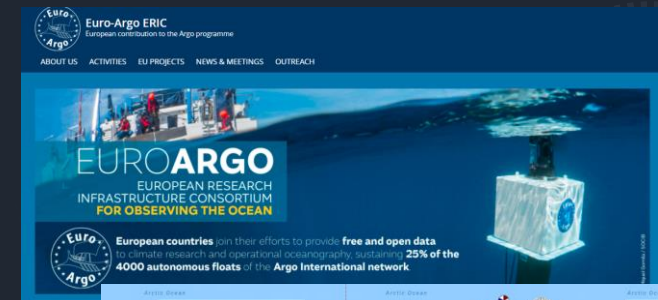 Euro
Argo
Euro-Argo ERIC
European contribution to the Argo programme
ABOUT US ACTIVITIES EU PROJECTS NEWS & MEETINGS OUTREACH
EUROARGO
EUROPEAN RESEARCH
INFRASTRUCTURE CONSORTIUM
FOR OBSERVING THE OCEAN
Euro
Argo
European countries join their efforts to provide free and open data
to climate research and operational oceanography, sustaining 25% of the
4000 autonomous floats of the Argo International network
Arctic Ocean Arctic Ocean Arctic